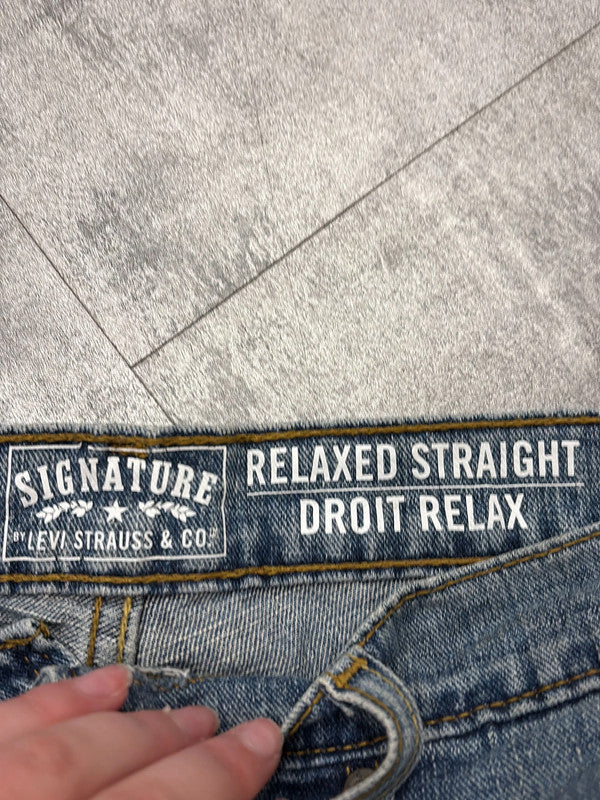 SIGNATURE
BY LEVI STRAUSS & CO.
RELAXED STRAIGHT
DROIT RELAX